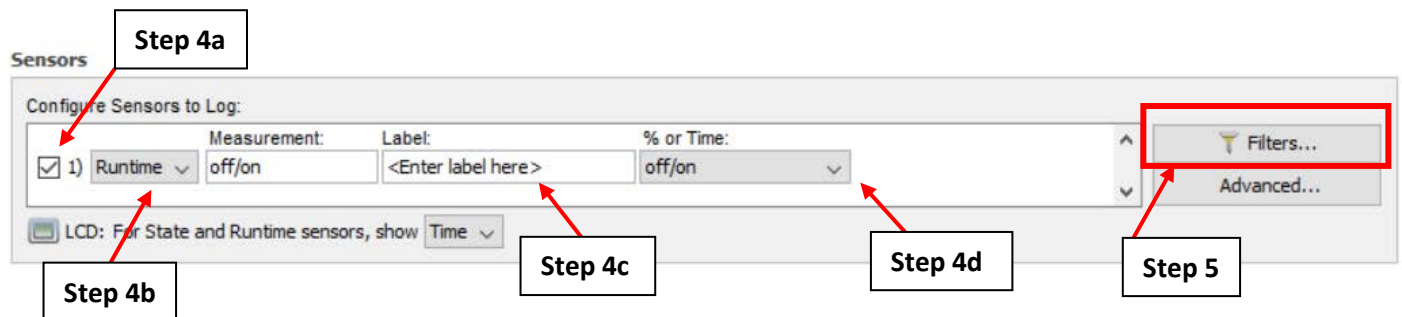 Step 4a
Sensors
Configure Sensors to Log:
Measurement: Label: % or Time:
1) Runtime off/on <Enter label here> off/on
Filters...
Advanced...
LCD: For State and Runtime sensors, show Time
Step 4b
Step 4c
Step 4d
Step 5